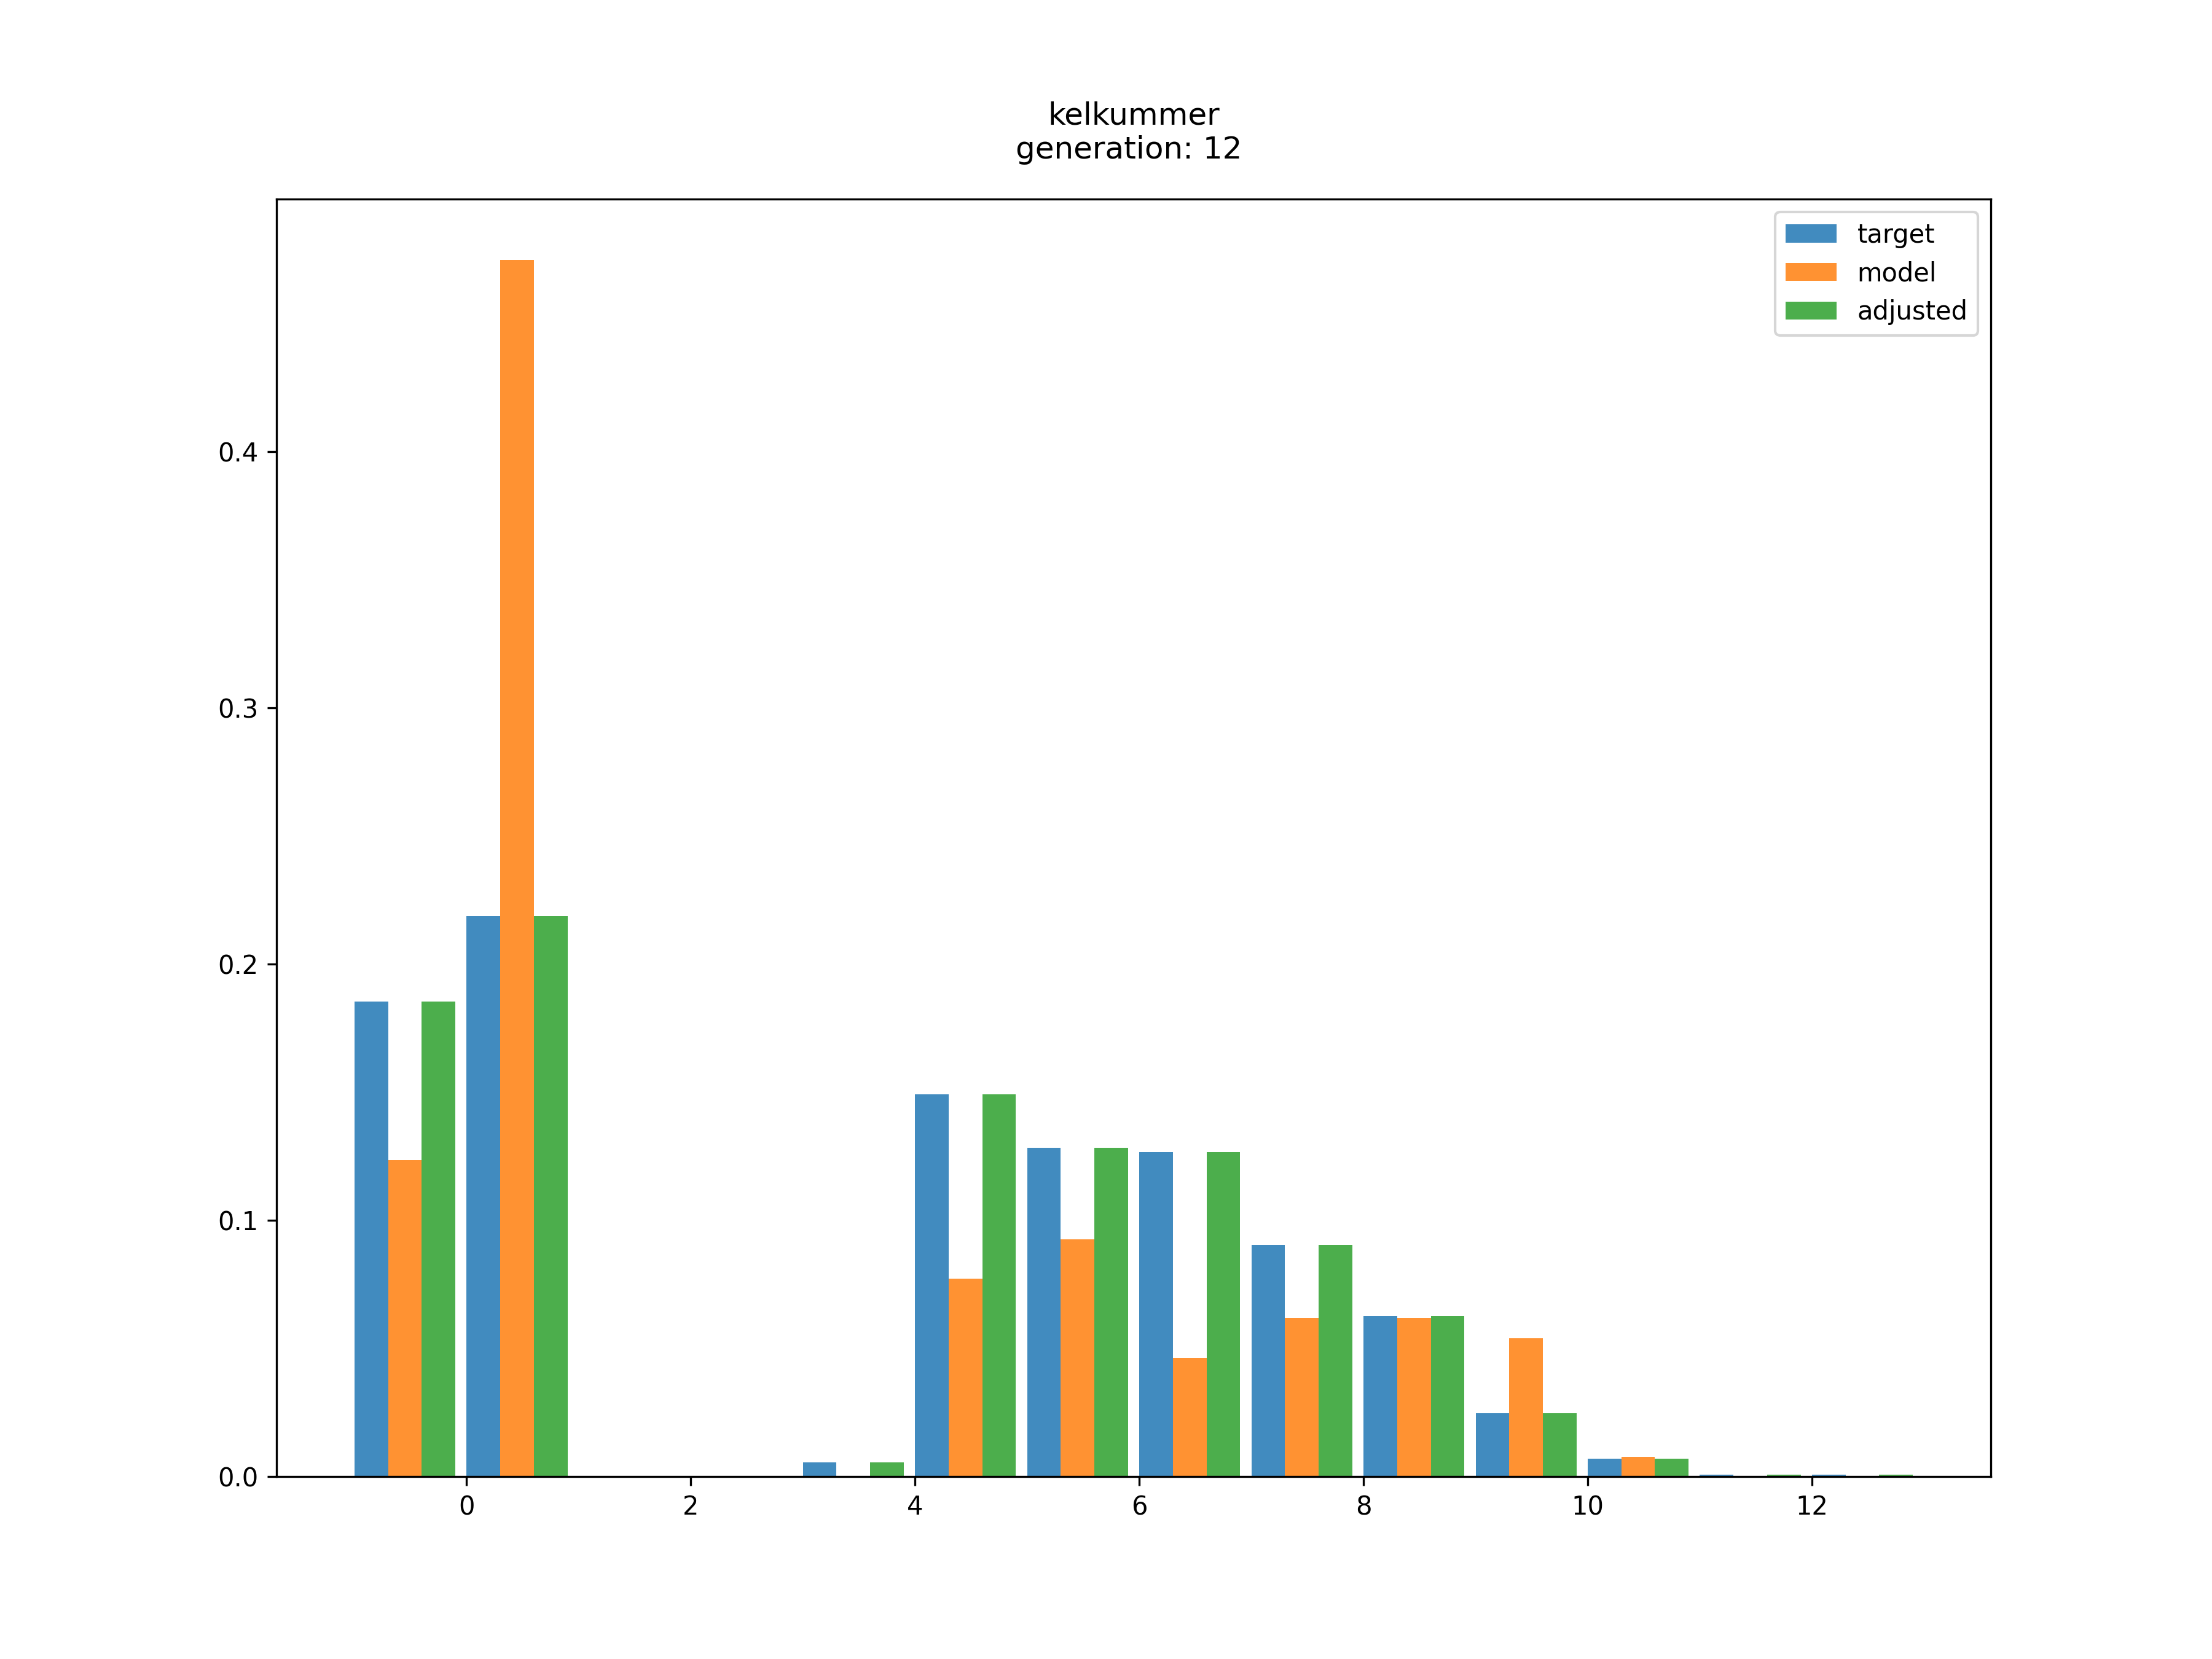 kelkummer
generation: 12
target
model
adjusted
0.4
0.3
0.2
0.1
0.0
0 2 4 6 8 10 12